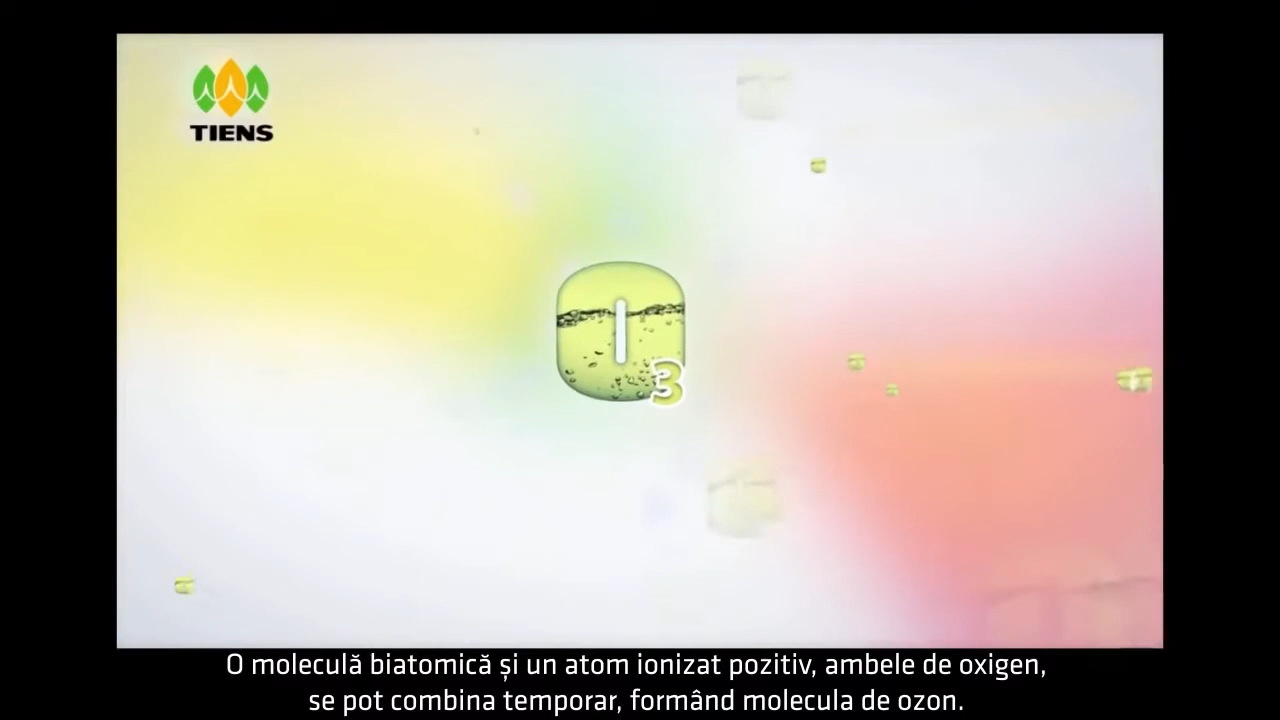 TIENS
3
O moleculă biatomică și un atom ionizat pozitiv, ambele de oxigen,
se pot combina temporar, formând molecula de ozon.